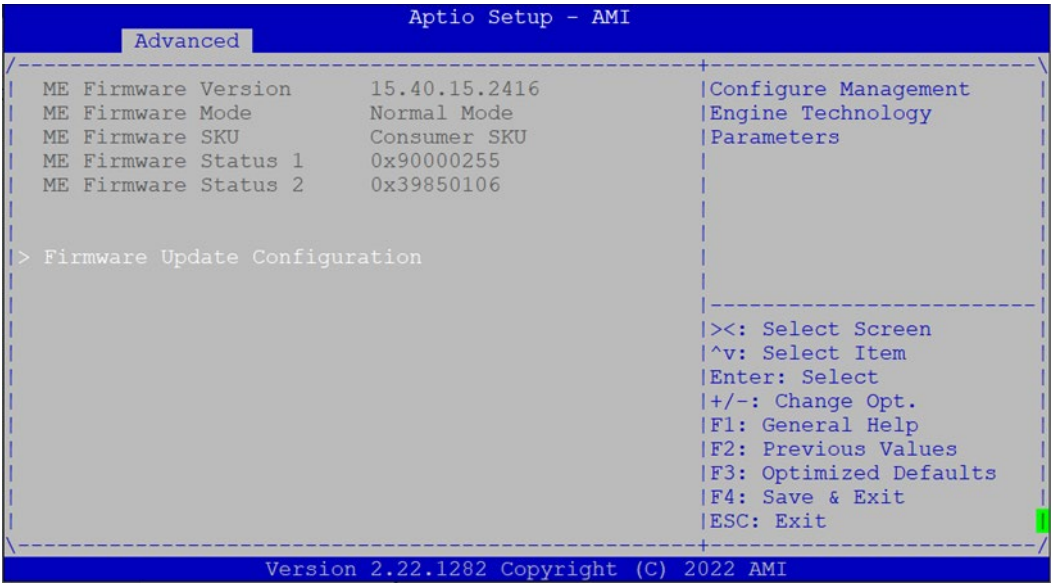 Aptio Setup - AMI
Advanced
ME Firmware Version 15.40.15.2416
ME Firmware Mode Normal Mode
ME Firmware SKU Consumer SKU
ME Firmware Status 1 0x90000255
ME Firmware Status 2 0x39850106
> Firmware Update Configuration
Configure Management
Engine Technology
Parameters
><: Select Screen
^v: Select Item
Enter: Select
+/-: Change Opt.
F1: General Help
F2: Previous Values
F3: Optimized Defaults
F4: Save & Exit
ESC: Exit
Version 2.22.1282 Copyright (C) 2022 AMI